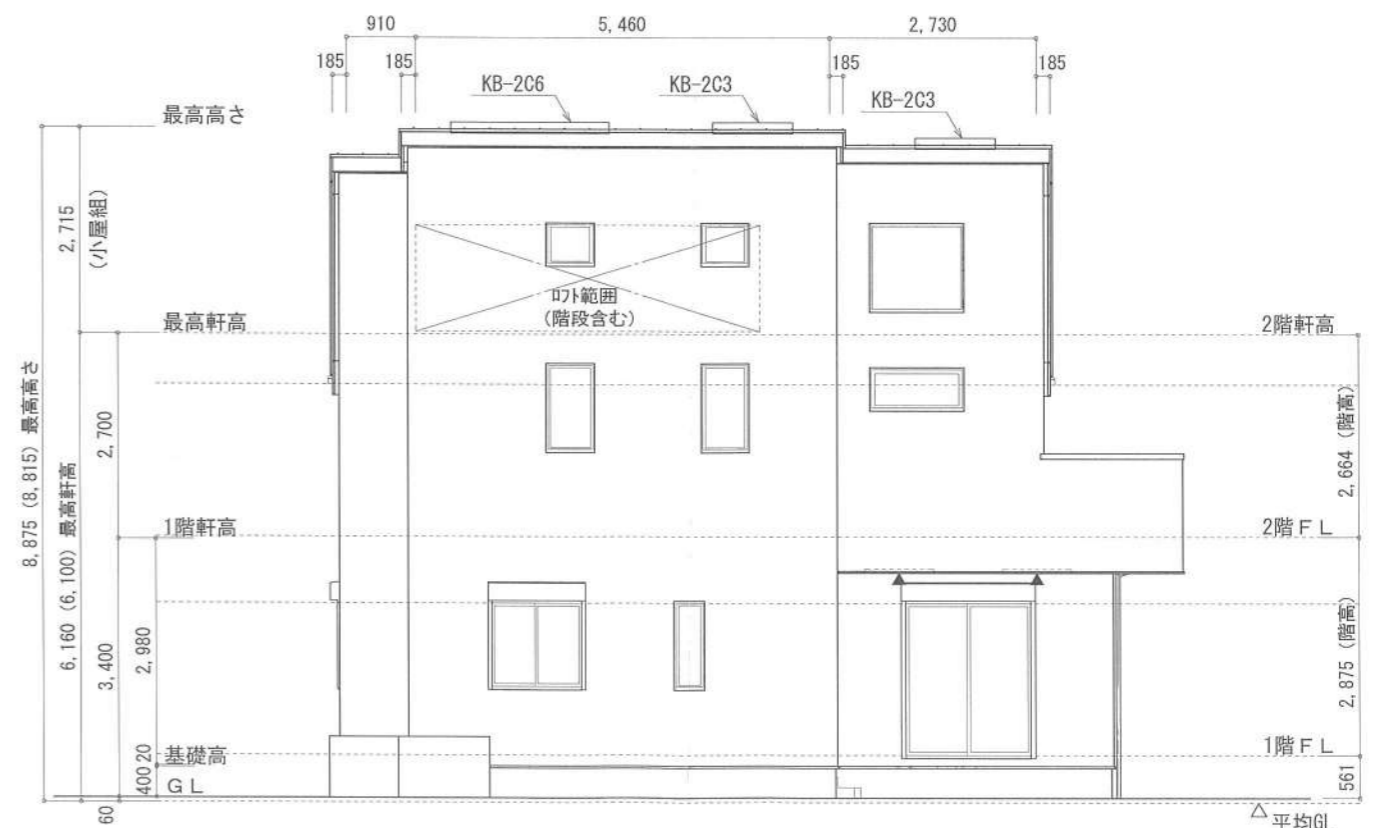 910
5,460
2,730
185
185
185
185
KB-2C6
KB-2C3
KB-2C3
最高高さ
2,715
(小屋組)
ロフト範囲
(階段含む)
最高軒高
2階軒高
8,875 (8,815) 最高高さ
6,160 (6,100) 最高軒高
2,700
2,664 (階高)
1階軒高
2階FL
3,400
2,980
2,875 (階高)
20
基礎高
1階FL
400
GL
561
60
平均GL